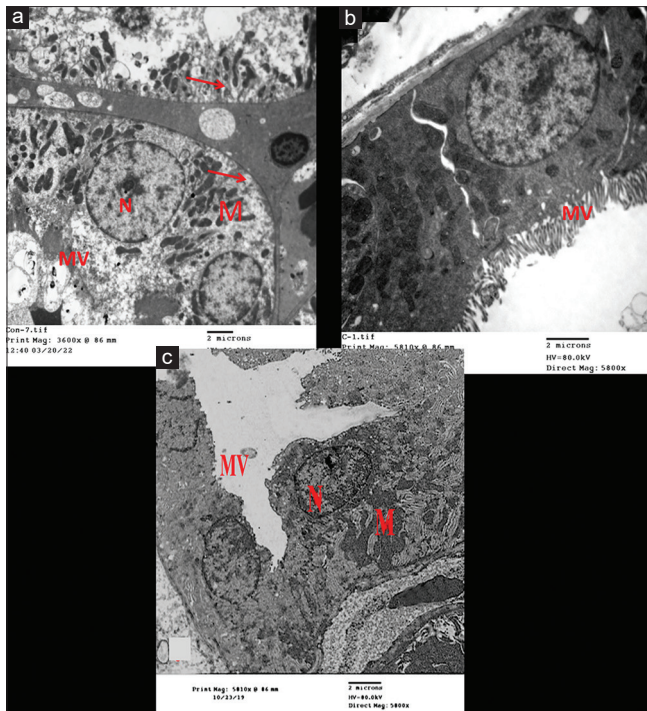 a
N
M
MV
Con-7.tif
Print Mag: 3600x @ 86 mm
12:40 03/20/22
2 microns
b
MV
C-1.tif
Print Mag: 5810x @ 86 mm
2 microns
HV=80.0kV
Direct Mag: 5800x
c
MV
N
M
Print Mag: 5810x @ 86 mm
10/23/19
2 microns
HV=80.0kV
Direct Mag: 5800x